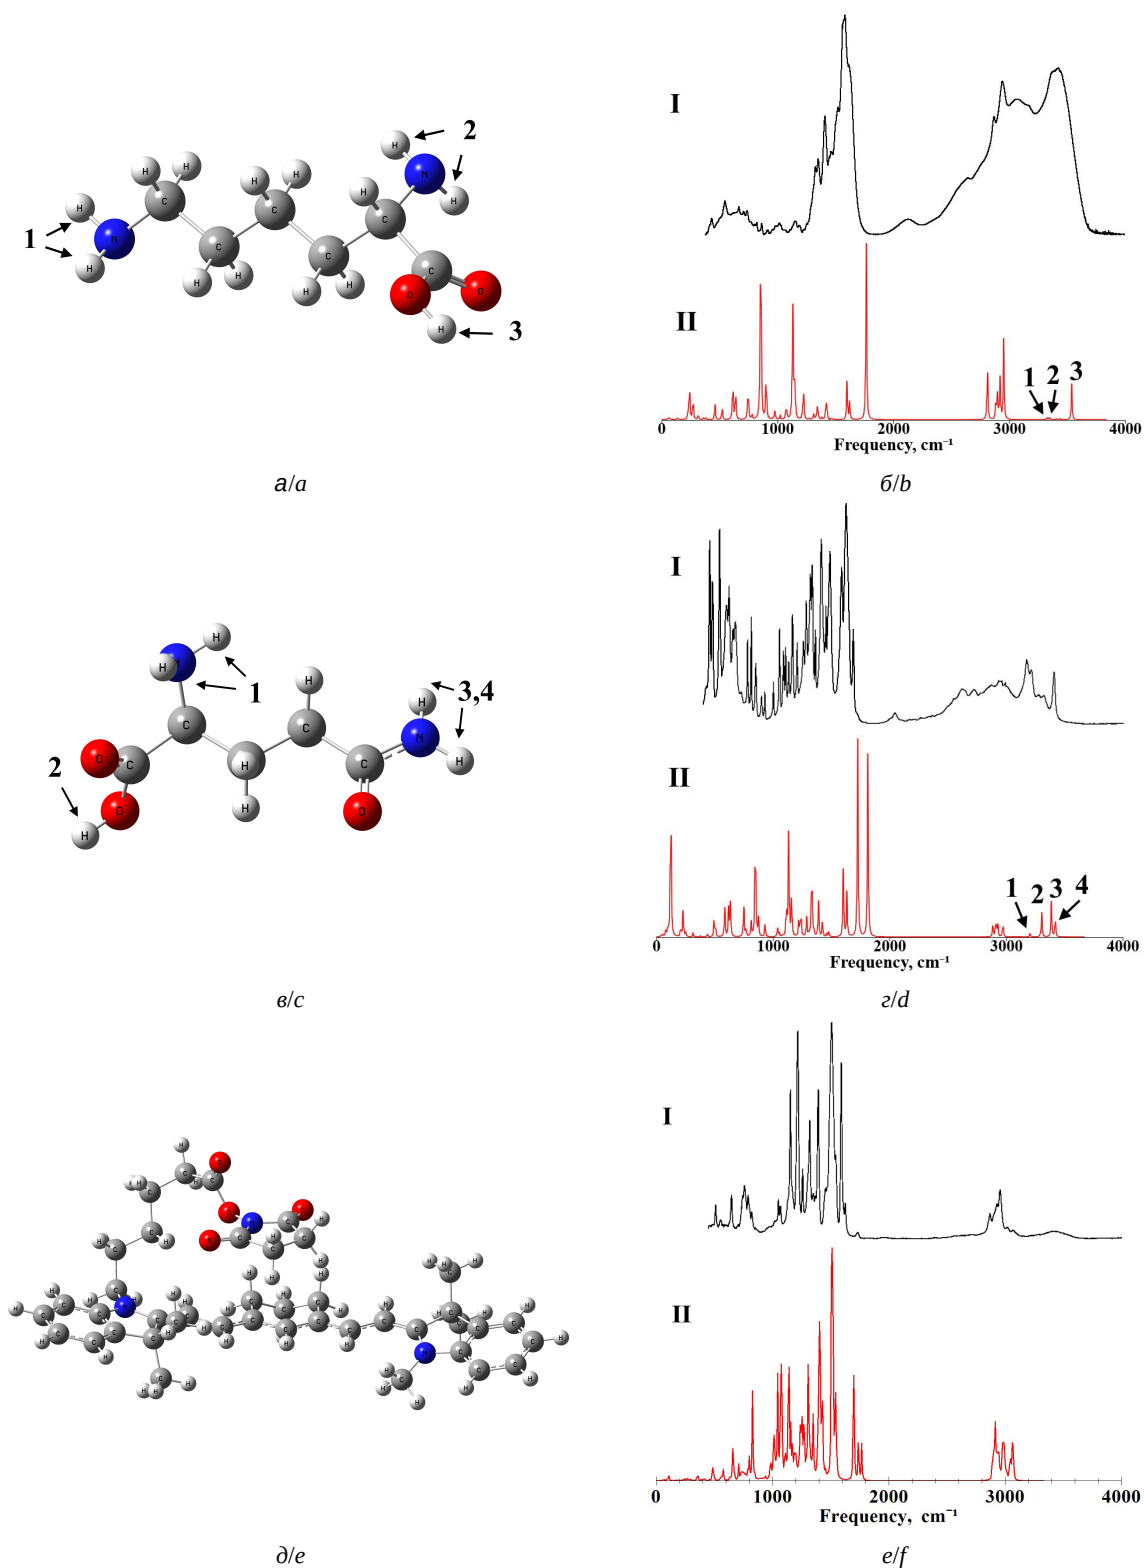 I
2
1
3
II
1 2 3
0 1000 2000 3000 4000
Frequency, cm⁻¹
а/a
б/b
I
1
3,4
2
II
1 2 3 4
0 1000 2000 3000 4000
Frequency, cm⁻¹
в/c
г/d
I
II
0 1000 2000 3000 4000
Frequency, cm⁻¹
д/e
е/f